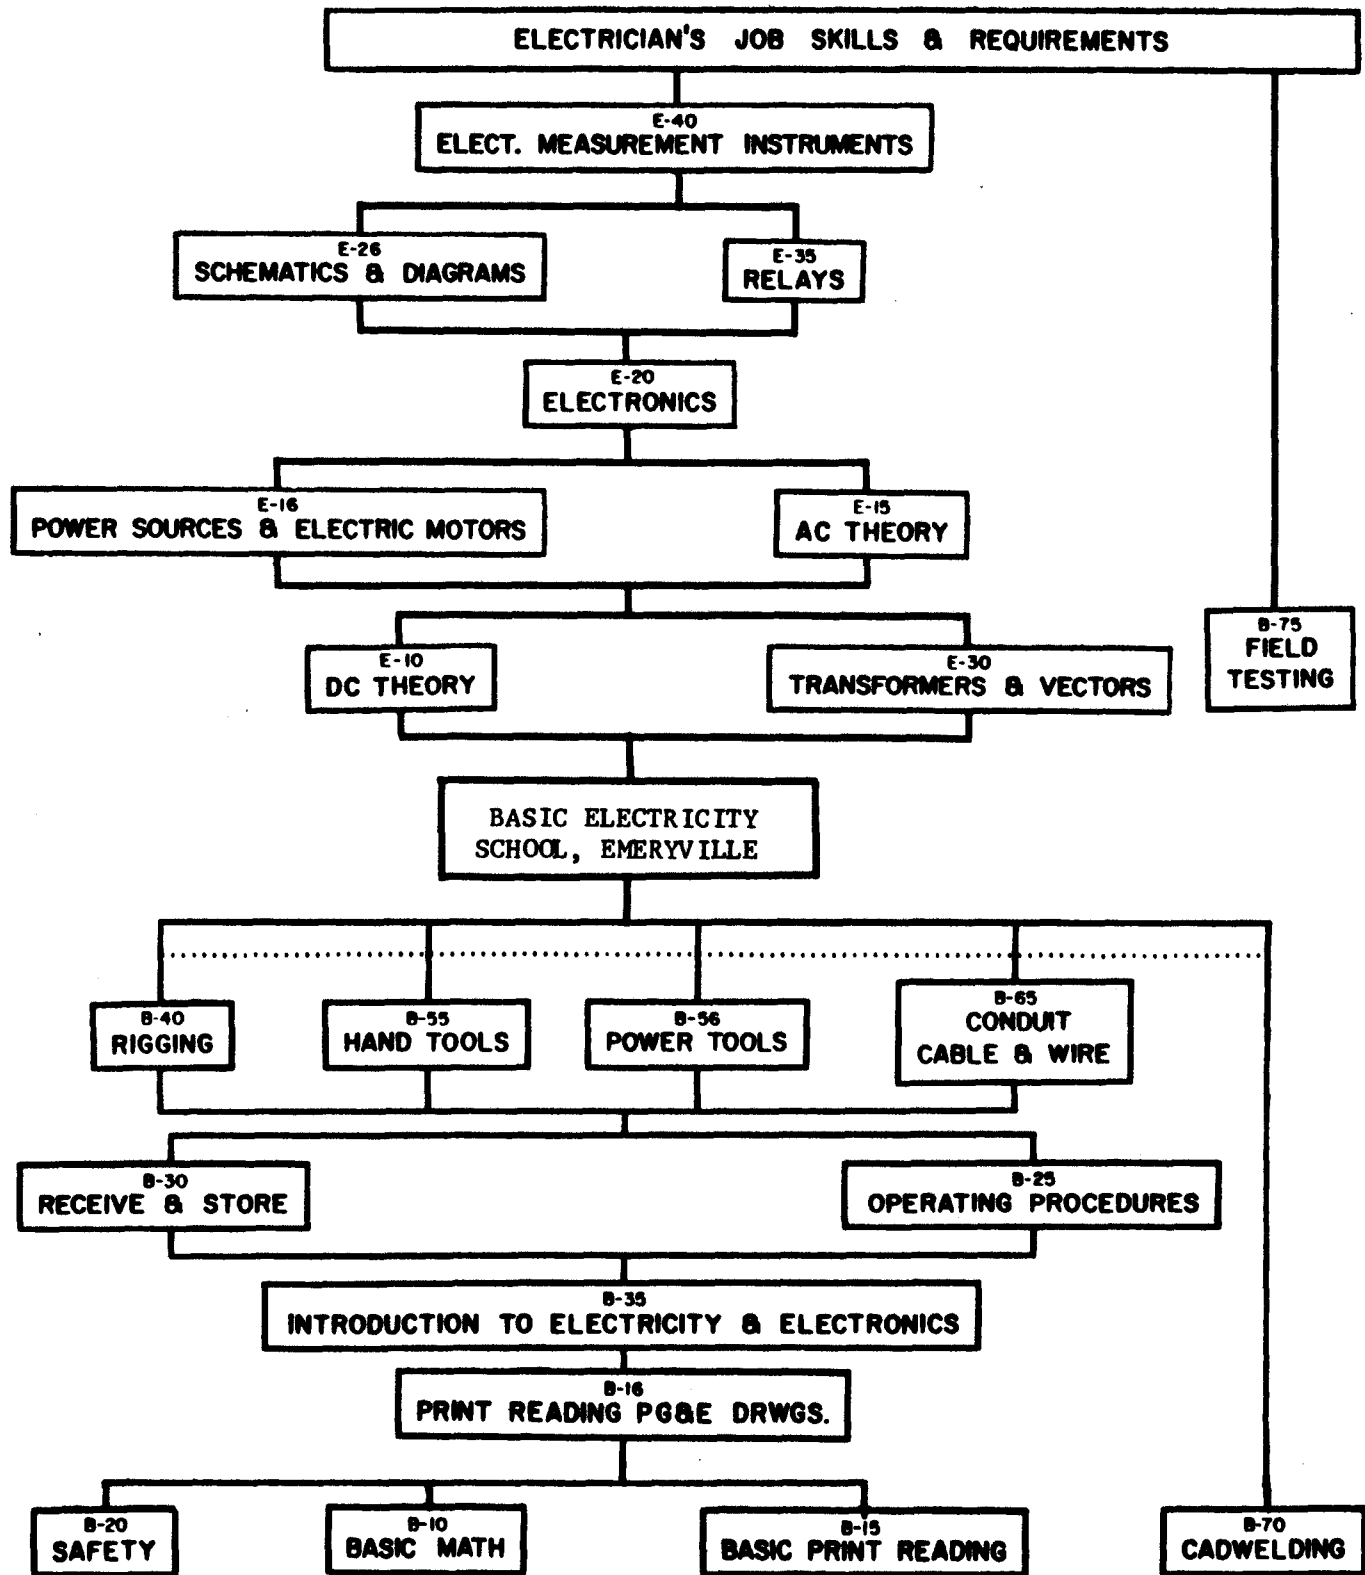 ELECTRICIAN'S JOB SKILLS & REQUIREMENTS
E-40
ELECT. MEASUREMENT INSTRUMENTS
E-26
SCHEMATICS & DIAGRAMS
E-35
RELAYS
E-20
ELECTRONICS
E-16
POWER SOURCES & ELECTRIC MOTORS
E-15
AC THEORY
E-10
DC THEORY
E-30
TRANSFORMERS & VECTORS
B-75
FIELD
TESTING
BASIC ELECTRICITY
SCHOOL, EMERYVILLE
B-40
RIGGING
B-55
HAND TOOLS
B-56
POWER TOOLS
B-65
CONDUIT
CABLE & WIRE
B-30
RECEIVE & STORE
B-25
OPERATING PROCEDURES
B-35
INTRODUCTION TO ELECTRICITY & ELECTRONICS
B-16
PRINT READING PG&E DRWGS.
B-20
SAFETY
B-10
BASIC MATH
B-15
BASIC PRINT READING
B-70
CADWELDING